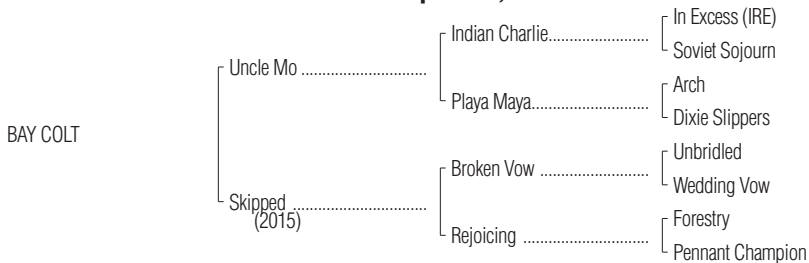 In Excess (IRE)
Indian Charlie......................
Soviet Sojourn
Uncle Mo ...........................
Arch
Playa Maya.........................
Dixie Slippers
BAY COLT
Unbridled
Broken Vow .......................
Wedding Vow
Skipped .............................
(2015)
Forestry
Rejoicing ...........................
Pennant Champion